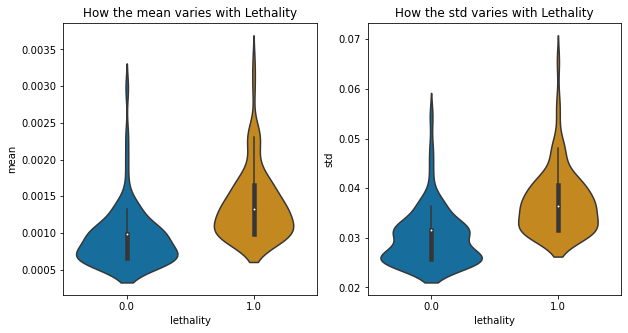 How the mean varies with Lethality
mean
0.0035
0.0030
0.0025
0.0020
0.0015
0.0010
0.0005
0.0
1.0
lethality
How the std varies with Lethality
std
0.07
0.06
0.05
0.04
0.03
0.02
0.0
1.0
lethality